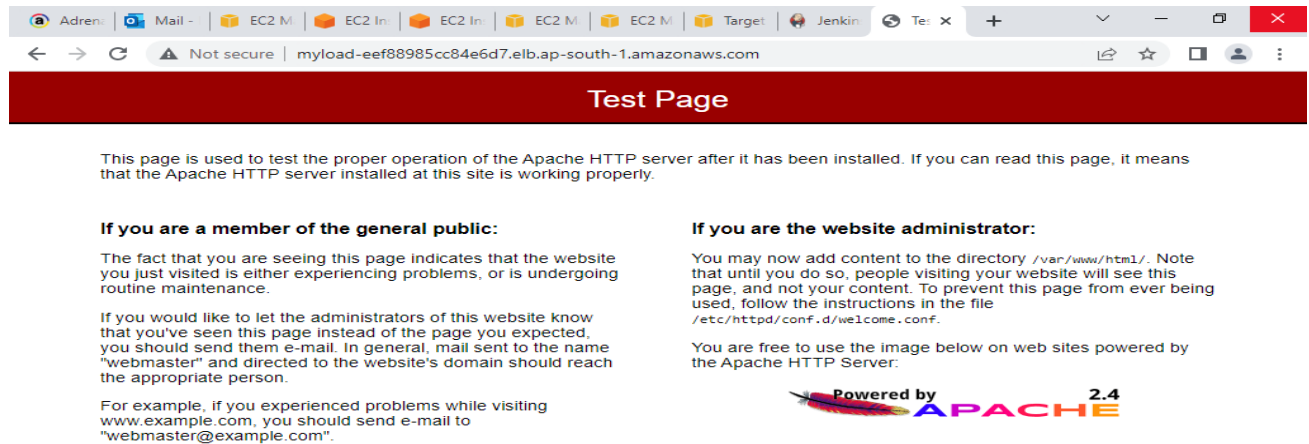 Adren
Mail -
EC2 M
EC2 In
EC2 In
EC2 M
EC2 M
Target
Jenkin
Te
Not secure | myload-eef88985cc84e6d7.elb.ap-south-1.amazonaws.com
Test Page
This page is used to test the proper operation of the Apache HTTP server after it has been installed. If you can read this page, it means
that the Apache HTTP server installed at this site is working properly.
If you are a member of the general public:
The fact that you are seeing this page indicates that the website
you just visited is either experiencing problems, or is undergoing
routine maintenance.
If you would like to let the administrators of this website know
that you've seen this page instead of the page you expected,
you should send them e-mail. In general, mail sent to the name
"webmaster" and directed to the website's domain should reach
the appropriate person.
For example, if you experienced problems while visiting
www.example.com, you should send e-mail to
"webmaster@example.com".
If you are the website administrator:
You may now add content to the directory /var/www/html/. Note
that until you do so, people visiting your website will see this
page, and not your content. To prevent this page from ever being
used, follow the instructions in the file
/etc/httpd/conf.d/welcome.conf.
You are free to use the image below on web sites powered by
the Apache HTTP Server:
Powered by 2.4
APACHE